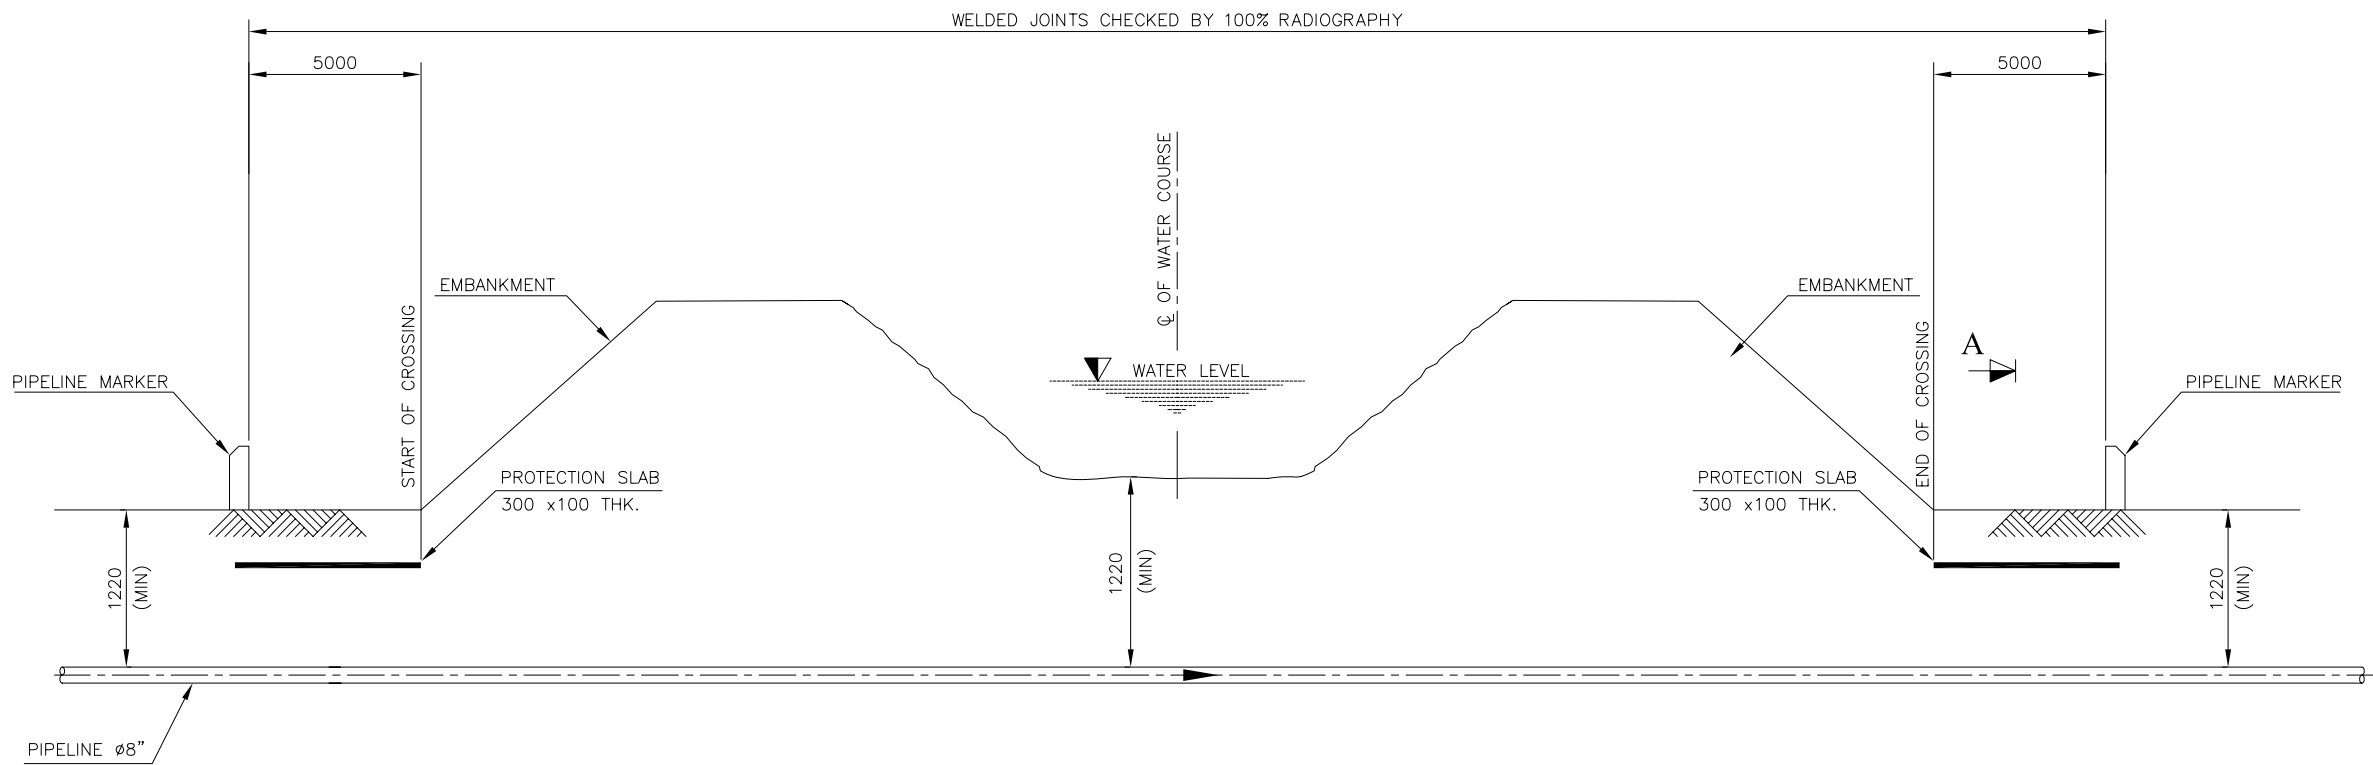 WELDED JOINTS CHECKED BY 100% RADIOGRAPHY
5000
5000
℄ OF WATER COURSE
EMBANKMENT
EMBANKMENT
START OF CROSSING
END OF CROSSING
A
WATER LEVEL
PIPELINE MARKER
PIPELINE MARKER
PROTECTION SLAB
300 x100 THK.
PROTECTION SLAB
300 x100 THK.
1220
(MIN)
1220
(MIN)
1220
(MIN)
PIPELINE ø8"